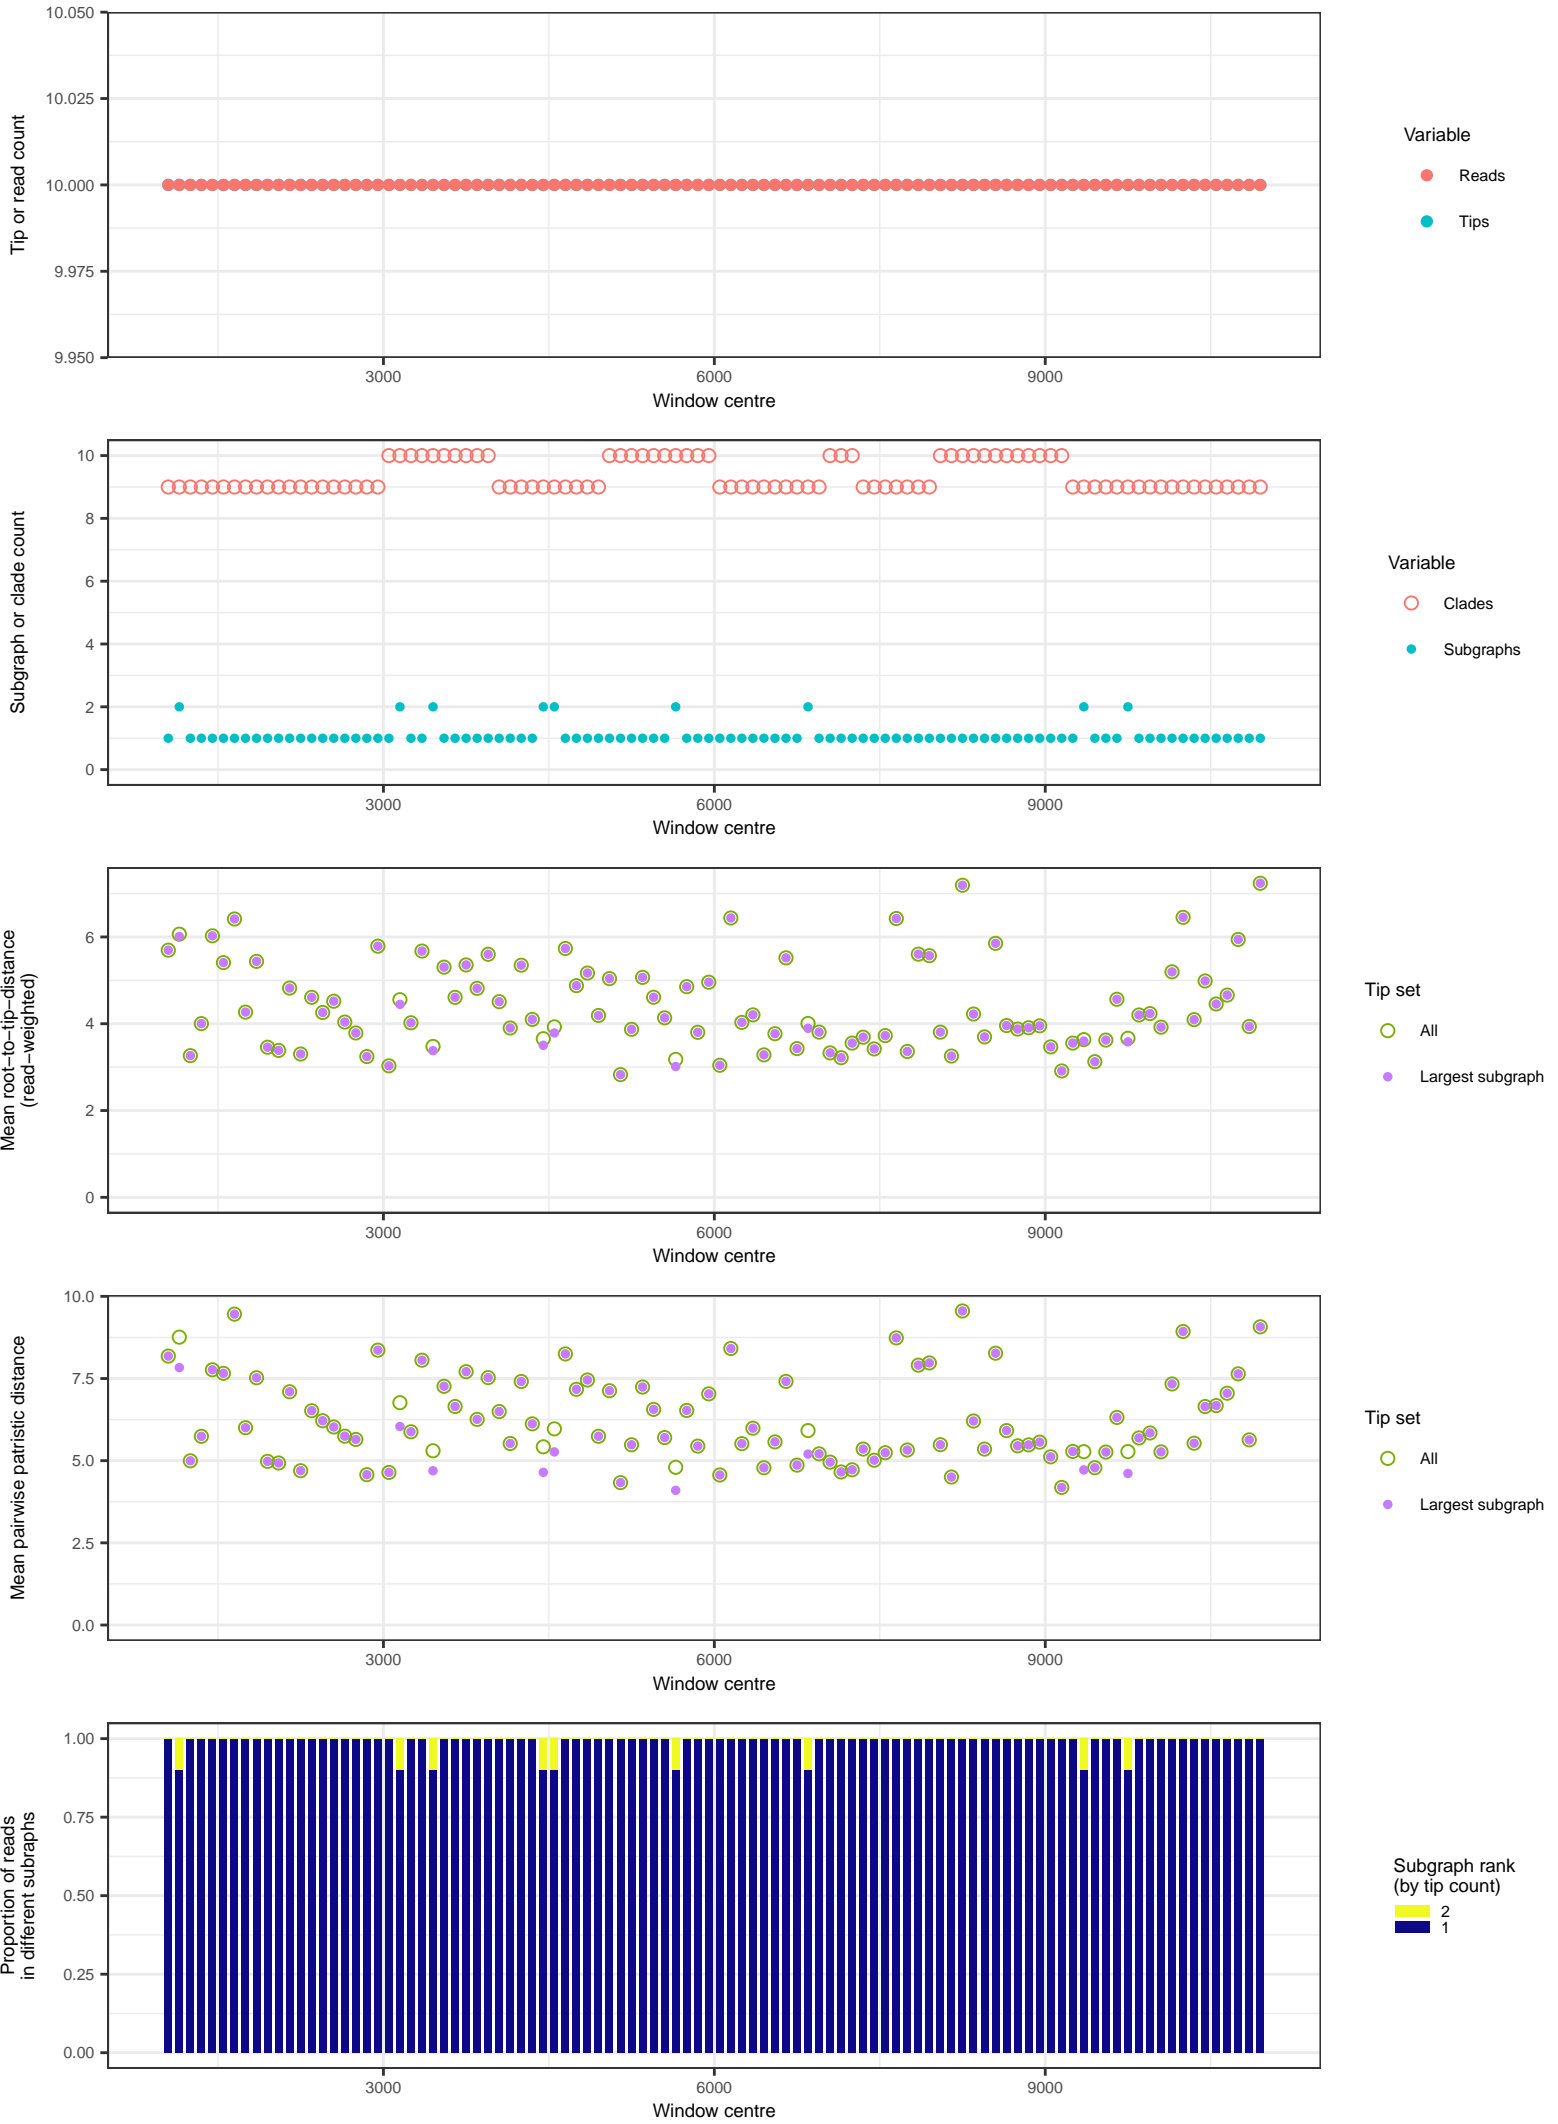 10.050
10.025
10.000
9.975
9.950
Tip or read count
3000
6000
9000
Window centre
Variable
Reads
Tips
10
8
6
4
2
0
Subgraph or clade count
3000
6000
9000
Window centre
Variable
Clades
Subgraphs
6
4
2
0
Mean root−to−tip−distance
(read−weighted)
3000
6000
9000
Window centre
Tip set
All
Largest subgraph
10.0
7.5
5.0
2.5
0.0
Mean pairwise patristic distance
3000
6000
9000
Window centre
Tip set
All
Largest subgraph
1.00
0.75
0.50
0.25
0.00
Proportion of reads
in different subraphs
3000
6000
9000
Window centre
Subgraph rank
(by tip count)
2
1